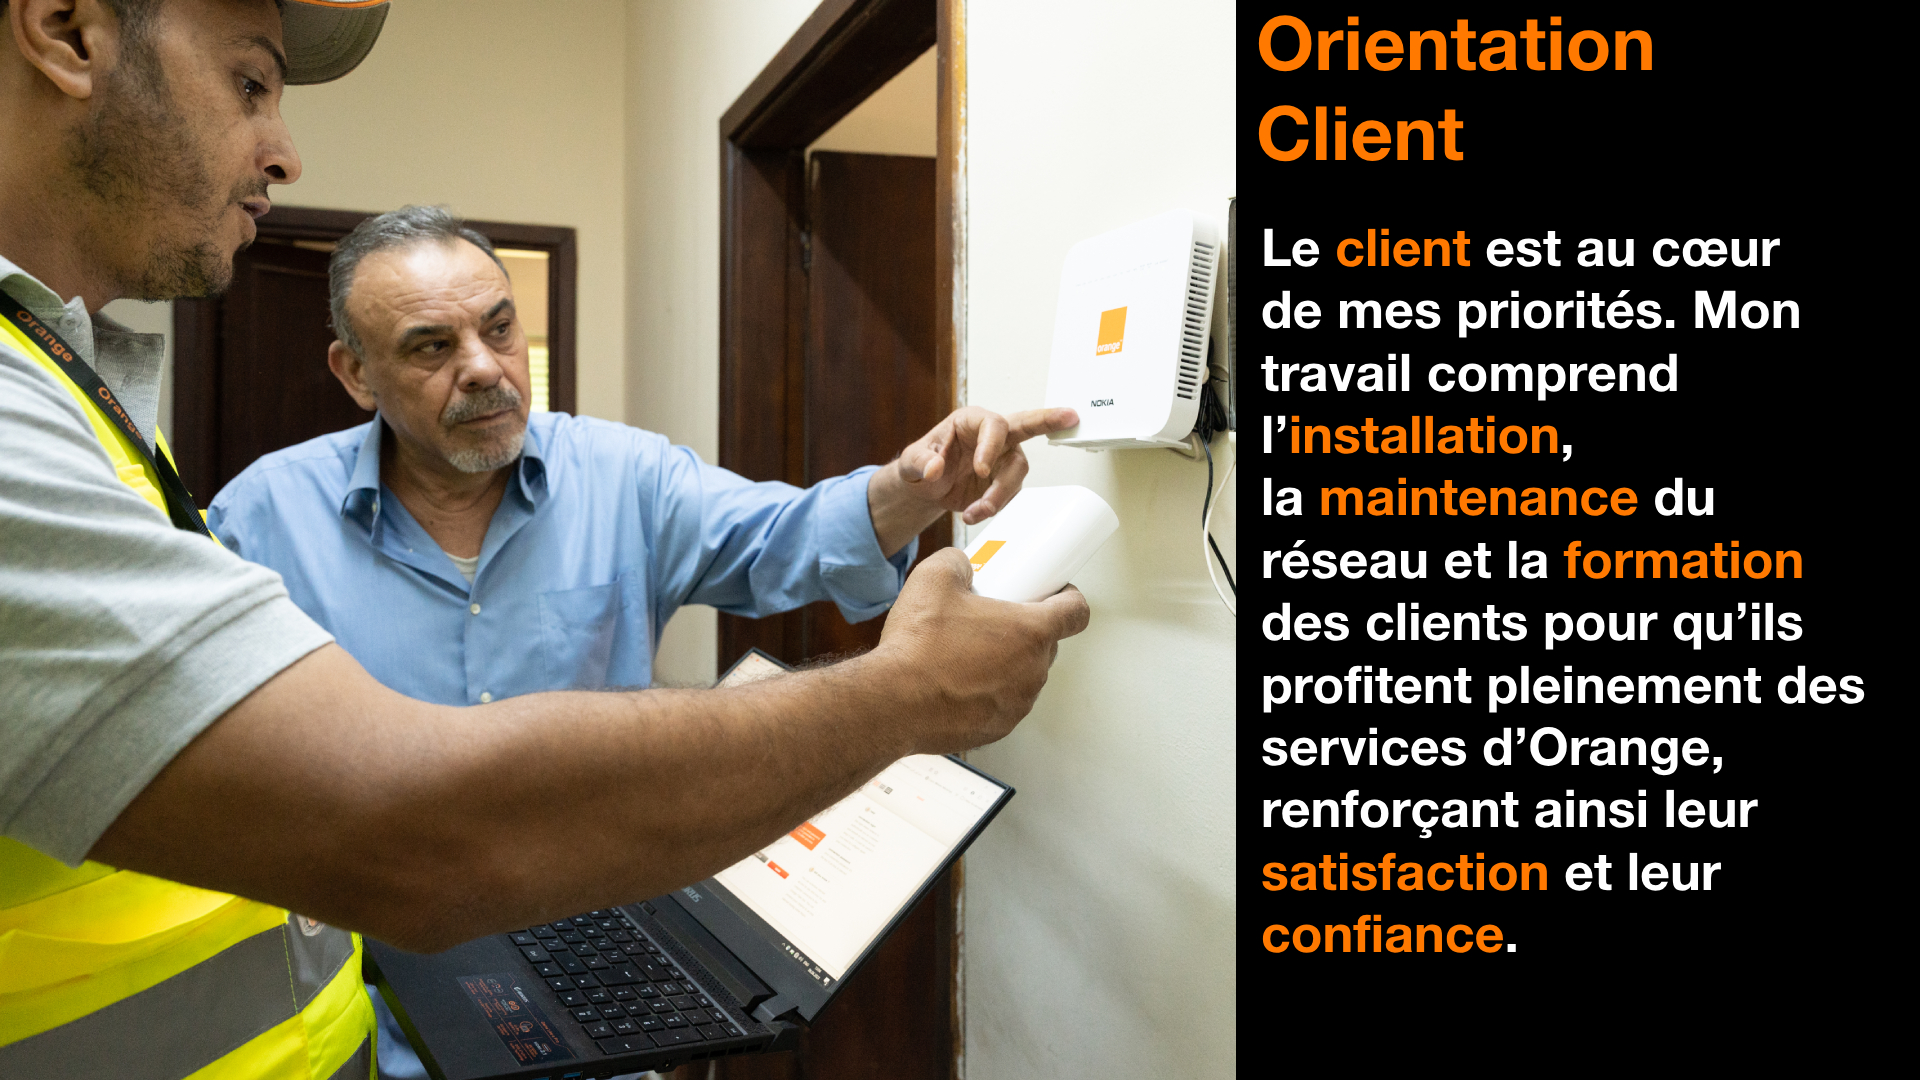 Orientation
Client
Le client est au cœur
de mes priorités. Mon
travail comprend
l’installation,
la maintenance du
réseau et la formation
des clients pour qu’ils
profitent pleinement des
services d’Orange,
renforçant ainsi leur
satisfaction et leur
confiance.
Orange
Orange
orange
NOKIA